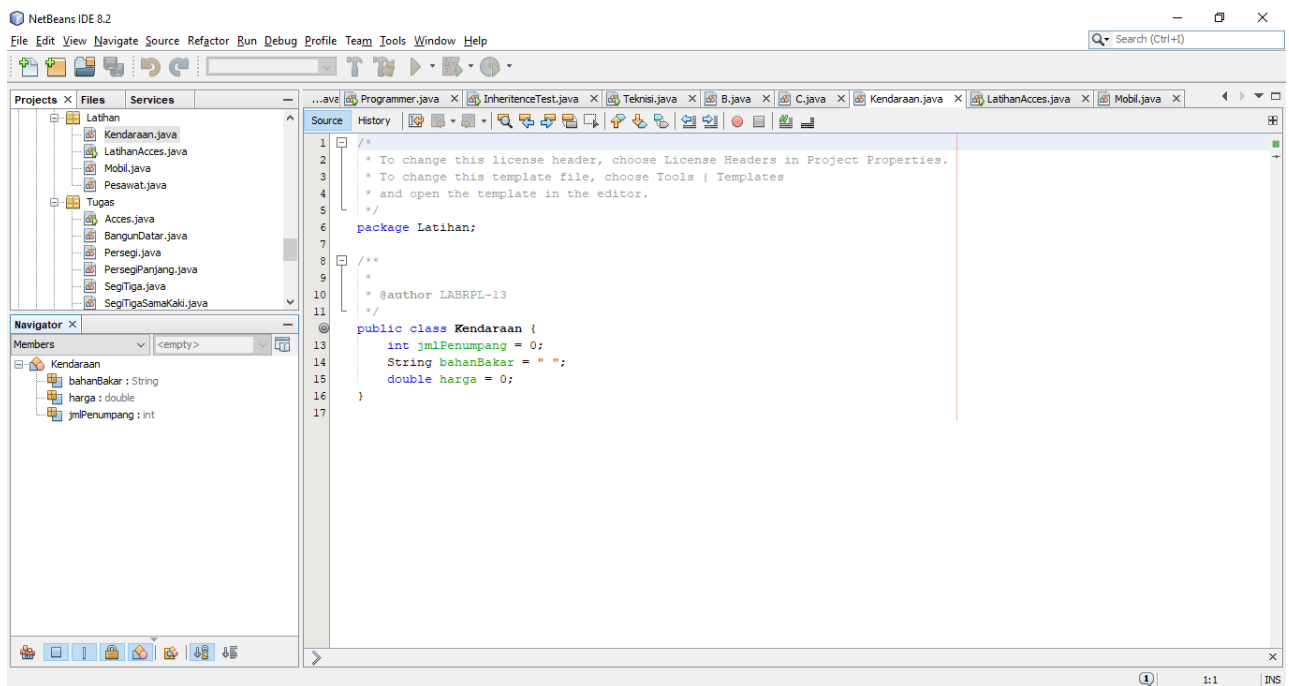 NetBeans IDE 8.2
File Edit View Navigate Source Refactor Run Debug Profile Team Tools Window Help
Search (Ctrl+I)
Projects Files Services
Latihan
Kendaraan.java
LatihanAcces.java
Mobil.java
Pesawat.java
Tugas
Acces.java
BangunDatar.java
Persegi.java
PersegiPanjang.java
SegiTiga.java
SegiTigaSamaKaki.java
Navigator
Members <empty>
Kendaraan
bahanBakar : String
harga : double
jmlPenumpang : int
...ava Programmer.java InheritenceTest.java Teknisi.java B.java C.java Kendaraan.java LatihanAcces.java Mobil.java
Source History
1 /*
2 * To change this license header, choose License Headers in Project Properties.
3 * To change this template file, choose Tools | Templates
4 * and open the template in the editor.
5 */
6 package Latihan;
7
8 /**
9 *
10 * @author LABRPL-13
11 */
public class Kendaraan {
13 int jmlPenumpang = 0;
14 String bahanBakar = " ";
15 double harga = 0;
16 }
17
1 1:1 INS